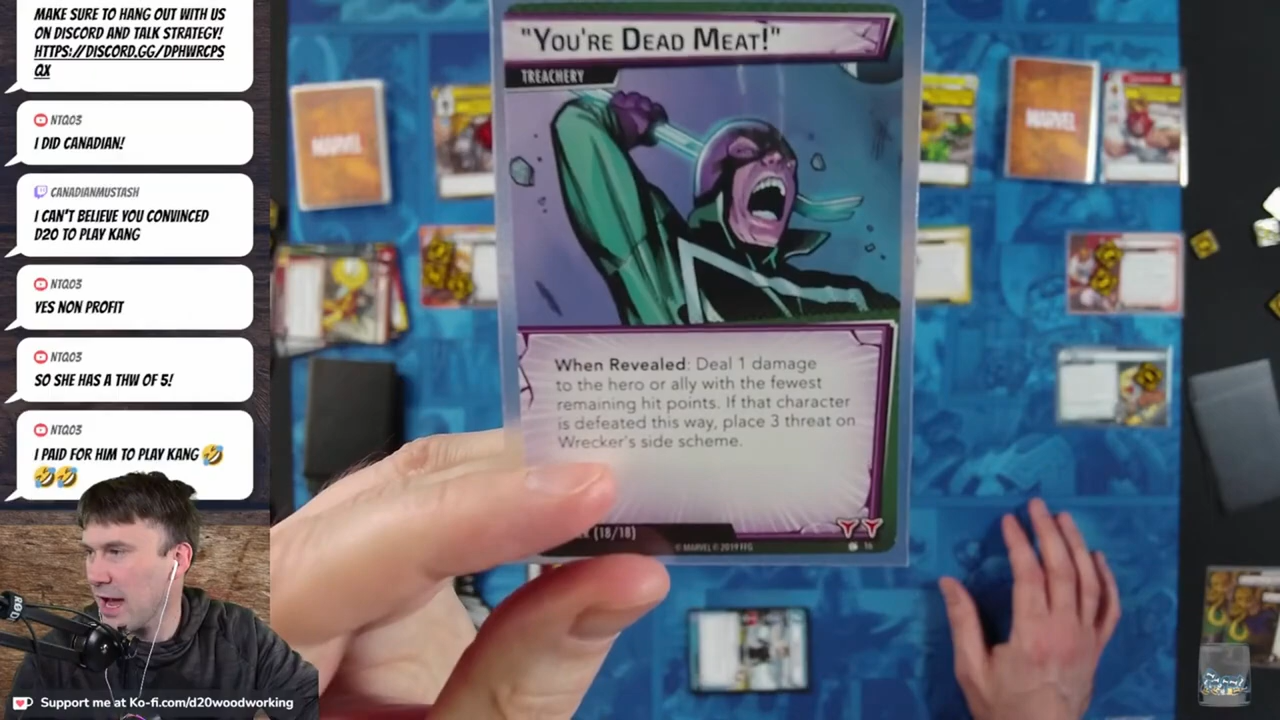 MAKE SURE TO HANG OUT WITH US
ON DISCORD AND TALK STRATEGY!
HTTPS://DISCORD.GG/DPHWRCPS
QX
NTQ03
I DID CANADIAN!
CANADIANMUSTASH
I CAN'T BELIEVE YOU CONVINCED
D20 TO PLAY KANG
NTQ03
YES NON PROFIT
NTQ03
SO SHE HAS A THW OF 5!
NTQ03
I PAID FOR HIM TO PLAY KANG 🤣
🤣🤣
Support me at Ko-fi.com/d20woodworking
"YOU'RE DEAD MEAT!"
TREACHERY
When Revealed: Deal 1 damage
to the hero or ally with the fewest
remaining hit points. If that character
is defeated this way, place 3 threat on
Wrecker's side scheme.
(18/18)
© MARVEL © 2019 FFG
16
MARVEL
MARVEL